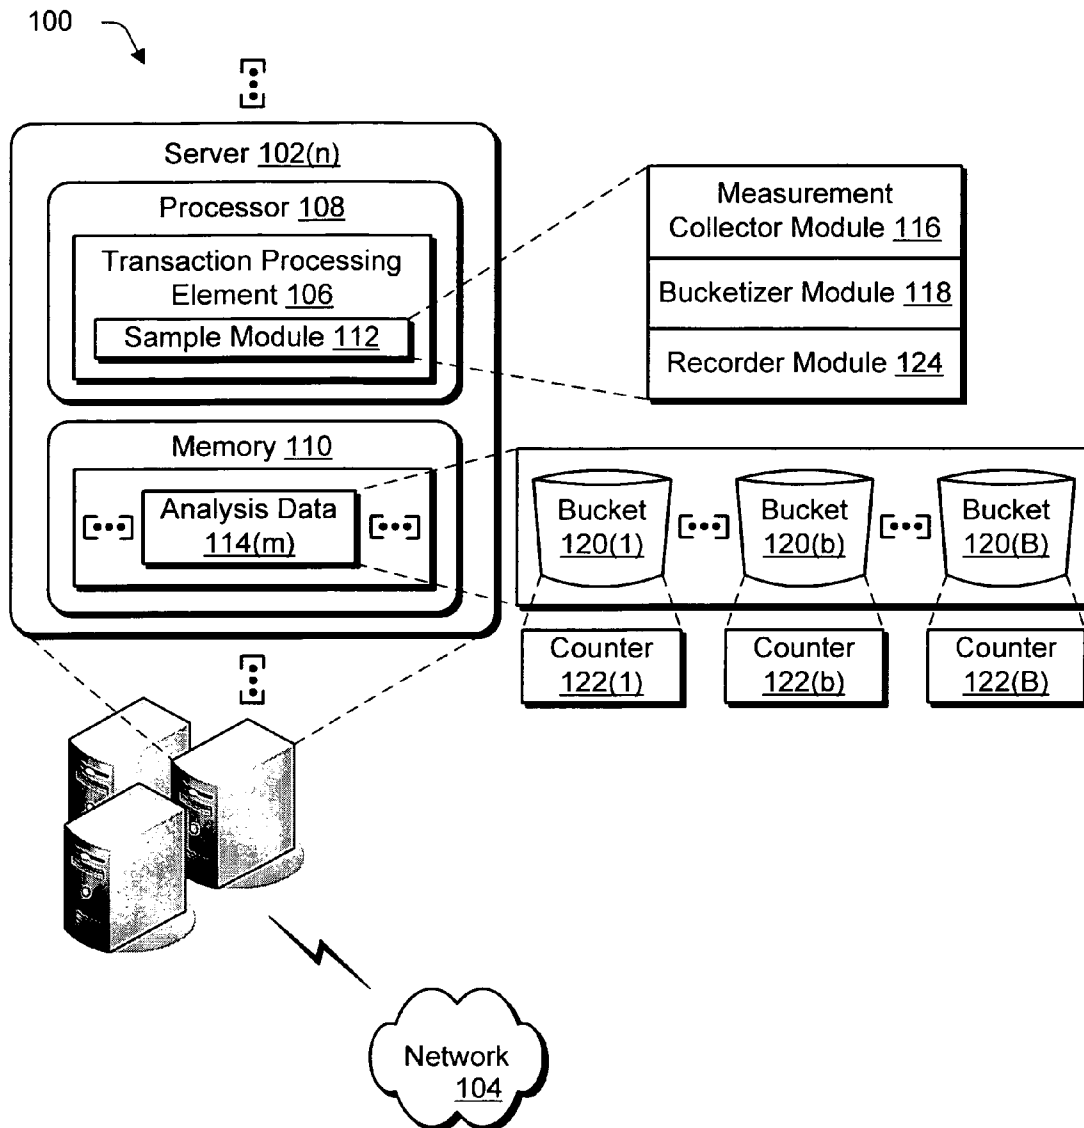 100
Server 102(n)
Processor 108
Transaction Processing
Element 106
Sample Module 112
Measurement
Collector Module 116
Bucketizer Module 118
Recorder Module 124
Memory 110
Analysis Data
114(m)
Bucket
120(1)
Bucket
120(b)
Bucket
120(B)
Counter
122(1)
Counter
122(b)
Counter
122(B)
Network
104